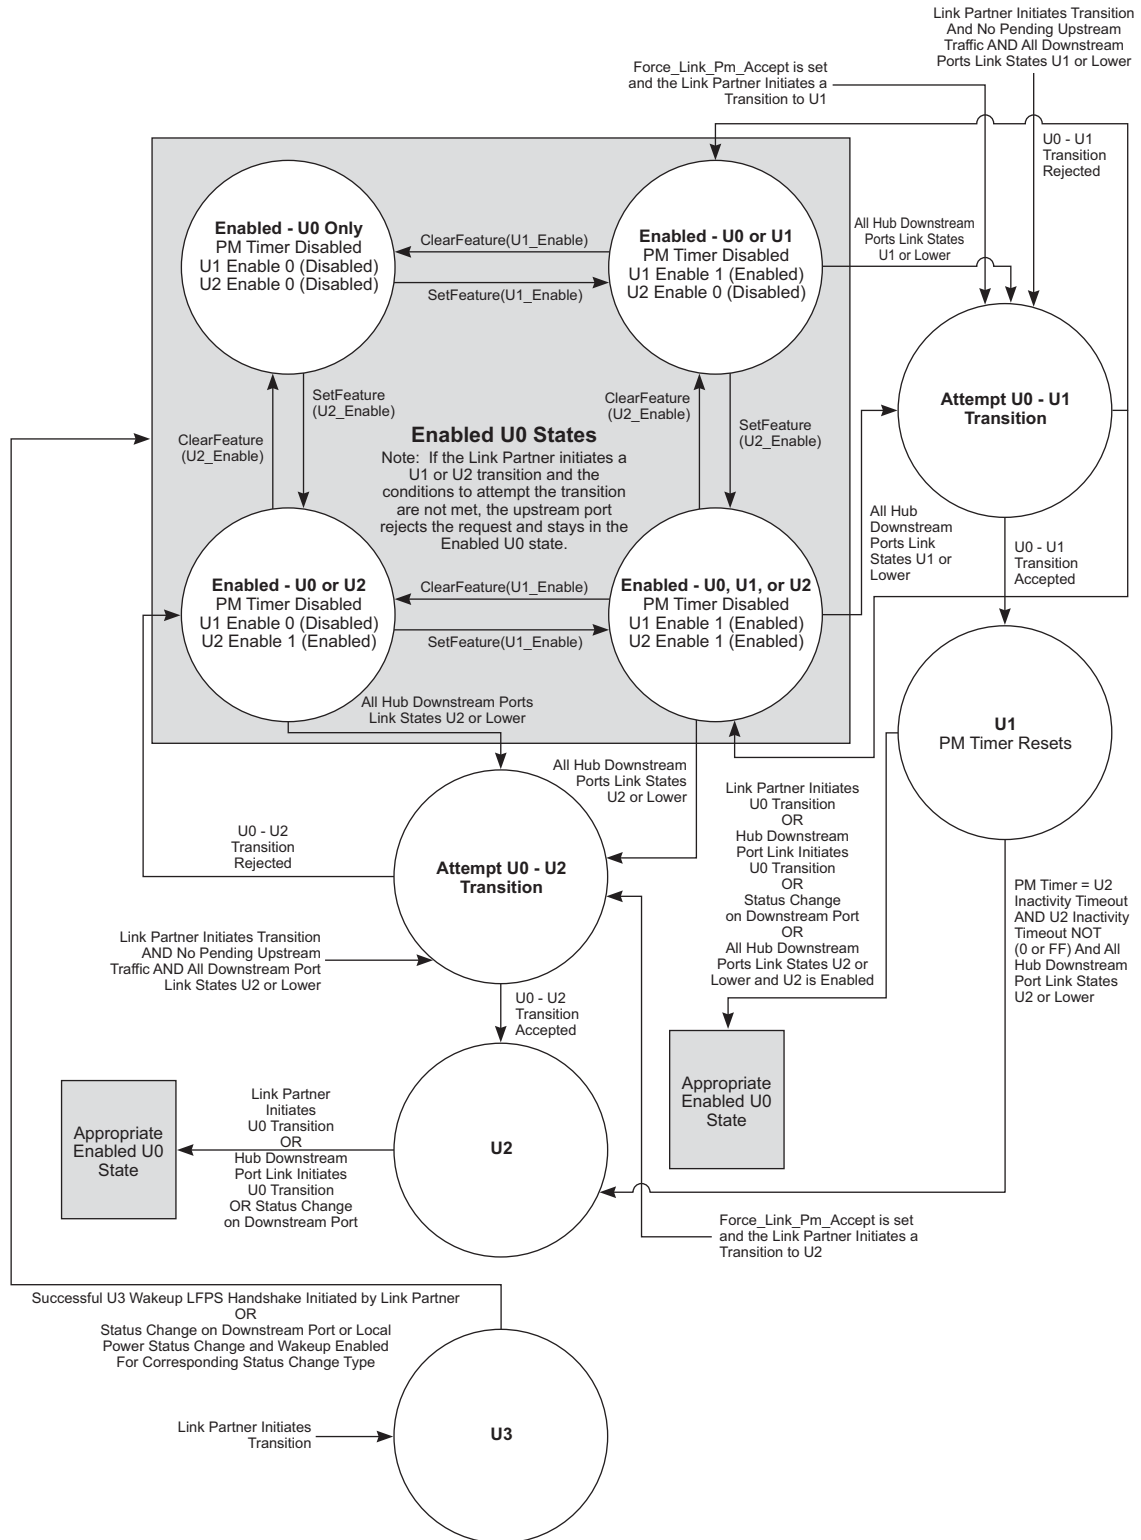 Link Partner Initiates Transition
And No Pending Upstream
Traffic AND All Downstream
Ports Link States U1 or Lower
Force_Link_Pm_Accept is set
and the Link Partner Initiates a
Transition to U1
U0 - U1
Transition
Rejected
Enabled - U0 Only
PM Timer Disabled
U1 Enable 0 (Disabled)
U2 Enable 0 (Disabled)
ClearFeature(U1_Enable)
SetFeature(U1_Enable)
Enabled - U0 or U1
PM Timer Disabled
U1 Enable 1 (Enabled)
U2 Enable 0 (Disabled)
All Hub Downstream
Ports Link States
U1 or Lower
Attempt U0 - U1
Transition
SetFeature
(U2_Enable)
ClearFeature
(U2_Enable)
ClearFeature
(U2_Enable)
SetFeature
(U2_Enable)
Enabled U0 States
Note: If the Link Partner initiates a
U1 or U2 transition and the
conditions to attempt the transition
are not met, the upstream port
rejects the request and stays in the
Enabled U0 state.
All Hub
Downstream
Ports Link
States U1 or
Lower
U0 - U1
Transition
Accepted
Enabled - U0 or U2
PM Timer Disabled
U1 Enable 0 (Disabled)
U2 Enable 1 (Enabled)
ClearFeature(U1_Enable)
SetFeature(U1_Enable)
Enabled - U0, U1, or U2
PM Timer Disabled
U1 Enable 1 (Enabled)
U2 Enable 1 (Enabled)
U1
PM Timer Resets
All Hub Downstream Ports
Link States U2 or Lower
All Hub Downstream
Ports Link States
U2 or Lower
Link Partner Initiates
U0 Transition
OR
Hub Downstream
Port Link Initiates
U0 Transition
OR
Status Change
on Downstream Port
OR
All Hub Downstream
Ports Link States U2 or
Lower and U2 is Enabled
U0 - U2
Transition
Rejected
Attempt U0 - U2
Transition
PM Timer = U2
Inactivity Timeout
AND U2 Inactivity
Timeout NOT
(0 or FF) And All
Hub Downstream
Port Link States
U2 or Lower
Link Partner Initiates Transition
AND No Pending Upstream
Traffic AND All Downstream Port
Link States U2 or Lower
U0 - U2
Transition
Accepted
Appropriate
Enabled U0
State
Appropriate
Enabled U0
State
Link Partner
Initiates
U0 Transition
OR
Hub Downstream
Port Link Initiates
U0 Transition
OR Status Change
on Downstream Port
U2
Force_Link_Pm_Accept is set
and the Link Partner Initiates a
Transition to U2
Successful U3 Wakeup LFPS Handshake Initiated by Link Partner
OR
Status Change on Downstream Port or Local
Power Status Change and Wakeup Enabled
For Corresponding Status Change Type
Link Partner Initiates
Transition
U3